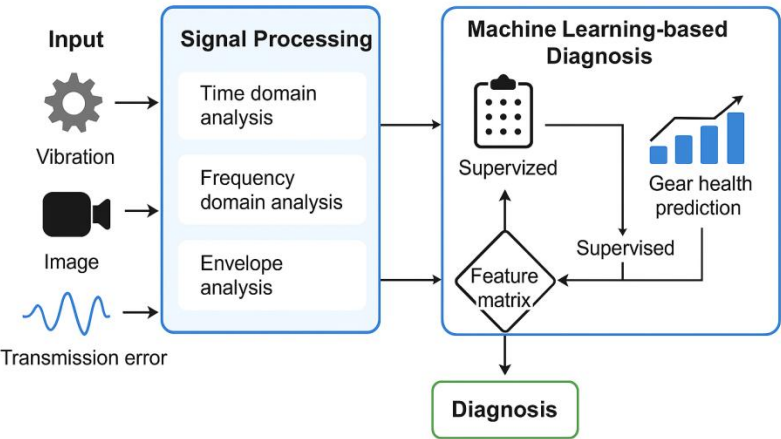 Input
Vibration
Image
Transmission error
Signal Processing
Time domain
analysis
Frequency
domain analysis
Envelope
analysis
Machine Learning-based
Diagnosis
Supervized
Gear health
prediction
Supervised
Feature
matrix
Diagnosis